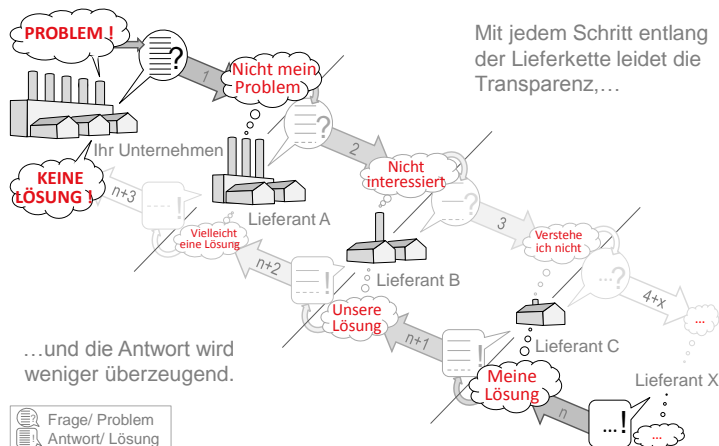 PROBLEM !
?
1
Nicht mein
Problem
Mit jedem Schritt entlang
der Lieferkette leidet die
Transparenz,…
Ihr Unternehmen
?
2
Nicht
interessiert
KEINE
LÖSUNG !
n+3
!
Vielleicht
eine Lösung
Lieferant A
?
3
Verstehe
ich nicht
n+2
!
Lieferant B
...?
4+x
...
Unsere
Lösung
n+1
!
Lieferant C
…und die Antwort wird
weniger überzeugend.
Meine
Lösung
n
...!
Lieferant X
...
Frage/ Problem
Antwort/ Lösung